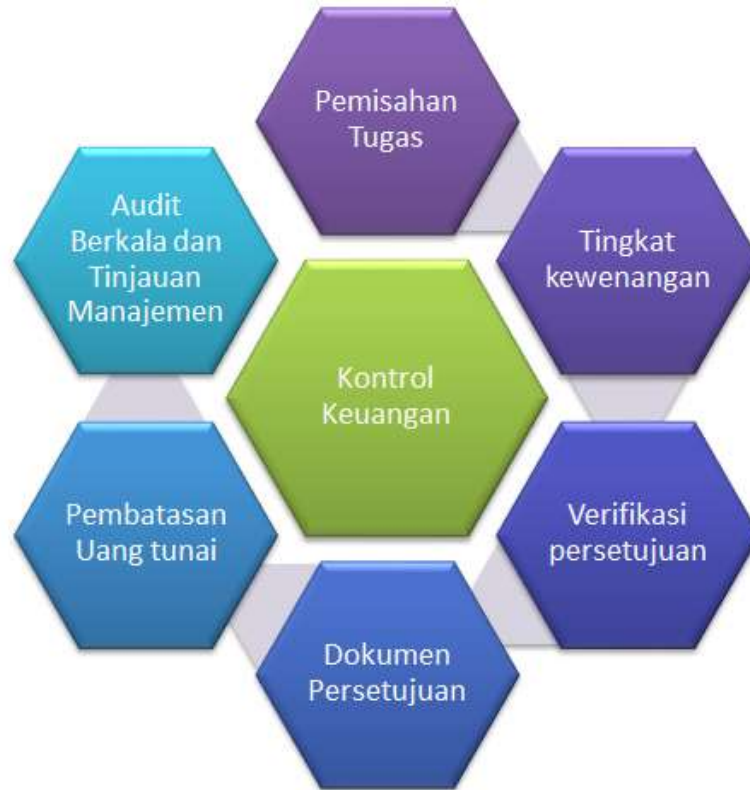 Pemisahan
Tugas
Tingkat
kewenangan
Verifikasi
persetujuan
Dokumen
Persetujuan
Pembatasan
Uang tunai
Audit
Berkala dan
Tinjauan
Manajemen
Kontrol
Keuangan